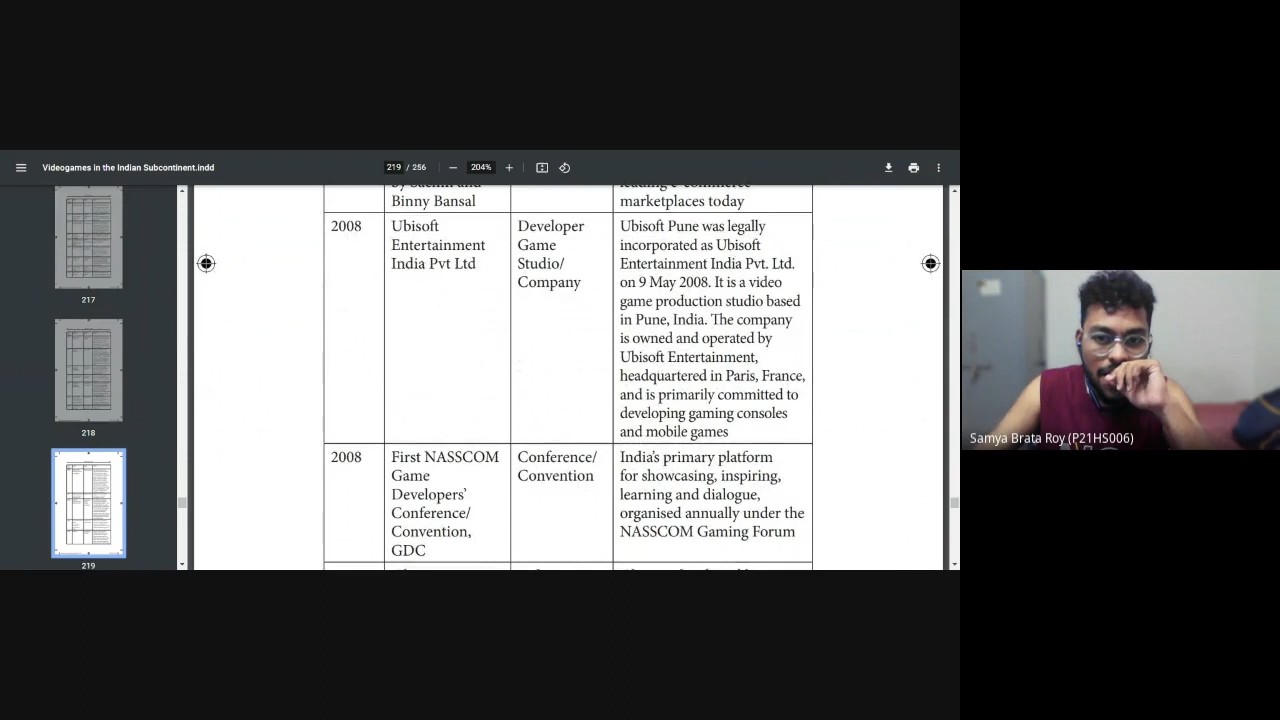 Videogames in the Indian Subcontinent.indd
219 / 256
204%
217
218
219
by Sachin and
Binny Bansal
leading e-commerce
marketplaces today
2008
Ubisoft
Entertainment
India Pvt Ltd
Developer
Game
Studio/
Company
Ubisoft Pune was legally
incorporated as Ubisoft
Entertainment India Pvt. Ltd.
on 9 May 2008. It is a video
game production studio based
in Pune, India. The company
is owned and operated by
Ubisoft Entertainment,
headquartered in Paris, France,
and is primarily committed to
developing gaming consoles
and mobile games
2008
First NASSCOM
Game
Developers’
Conference/
Convention,
GDC
Conference/
Convention
India’s primary platform
for showcasing, inspiring,
learning and dialogue,
organised annually under the
NASSCOM Gaming Forum
Samya Brata Roy (P21HS006)